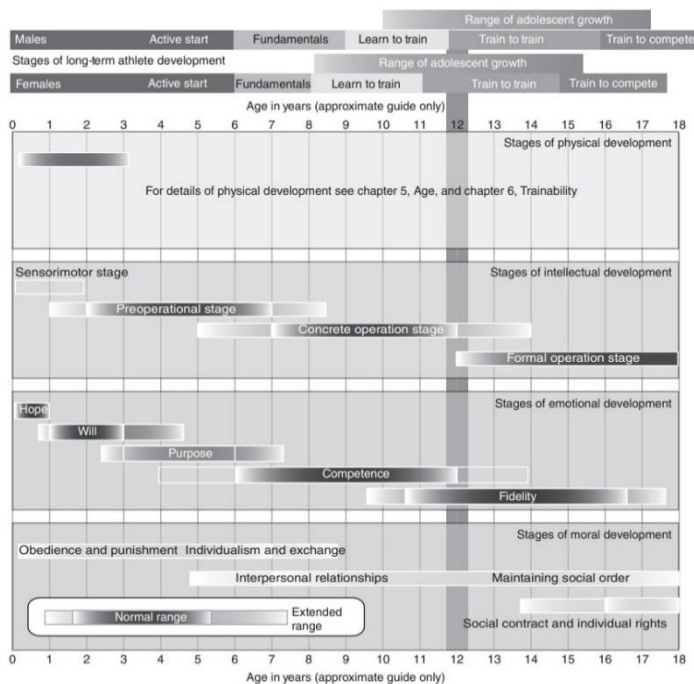 Range of adolescent growth
Males Active start Fundamentals Learn to train Train to train Train to compete
Stages of long-term athlete development Range of adolescent growth
Females Active start Fundamentals Learn to train Train to train Train to compete
Age in years (approximate guide only)
0 1 2 3 4 5 6 7 8 9 10 11 12 13 14 15 16 17 18
Stages of physical development
For details of physical development see chapter 5, Age, and chapter 6, Trainability
Sensorimotor stage Stages of intellectual development
Preoperational stage
Concrete operation stage
Formal operation stage
Hope Stages of emotional development
Will
Purpose
Competence
Fidelity
Stages of moral development
Obedience and punishment Individualism and exchange
Interpersonal relationships Maintaining social order
Normal range Extended
range
Social contract and individual rights
0 1 2 3 4 5 6 7 8 9 10 11 12 13 14 15 16 17 18
Age in years (approximate guide only)